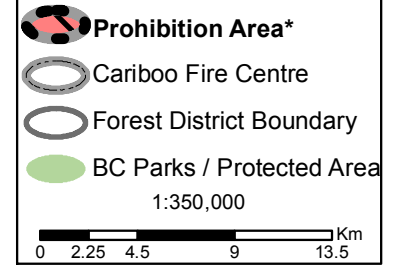 Prohibition Area*
Cariboo Fire Centre
Forest District Boundary
BC Parks / Protected Area
1:350,000
Km
0 2.25 4.5 9 13.5